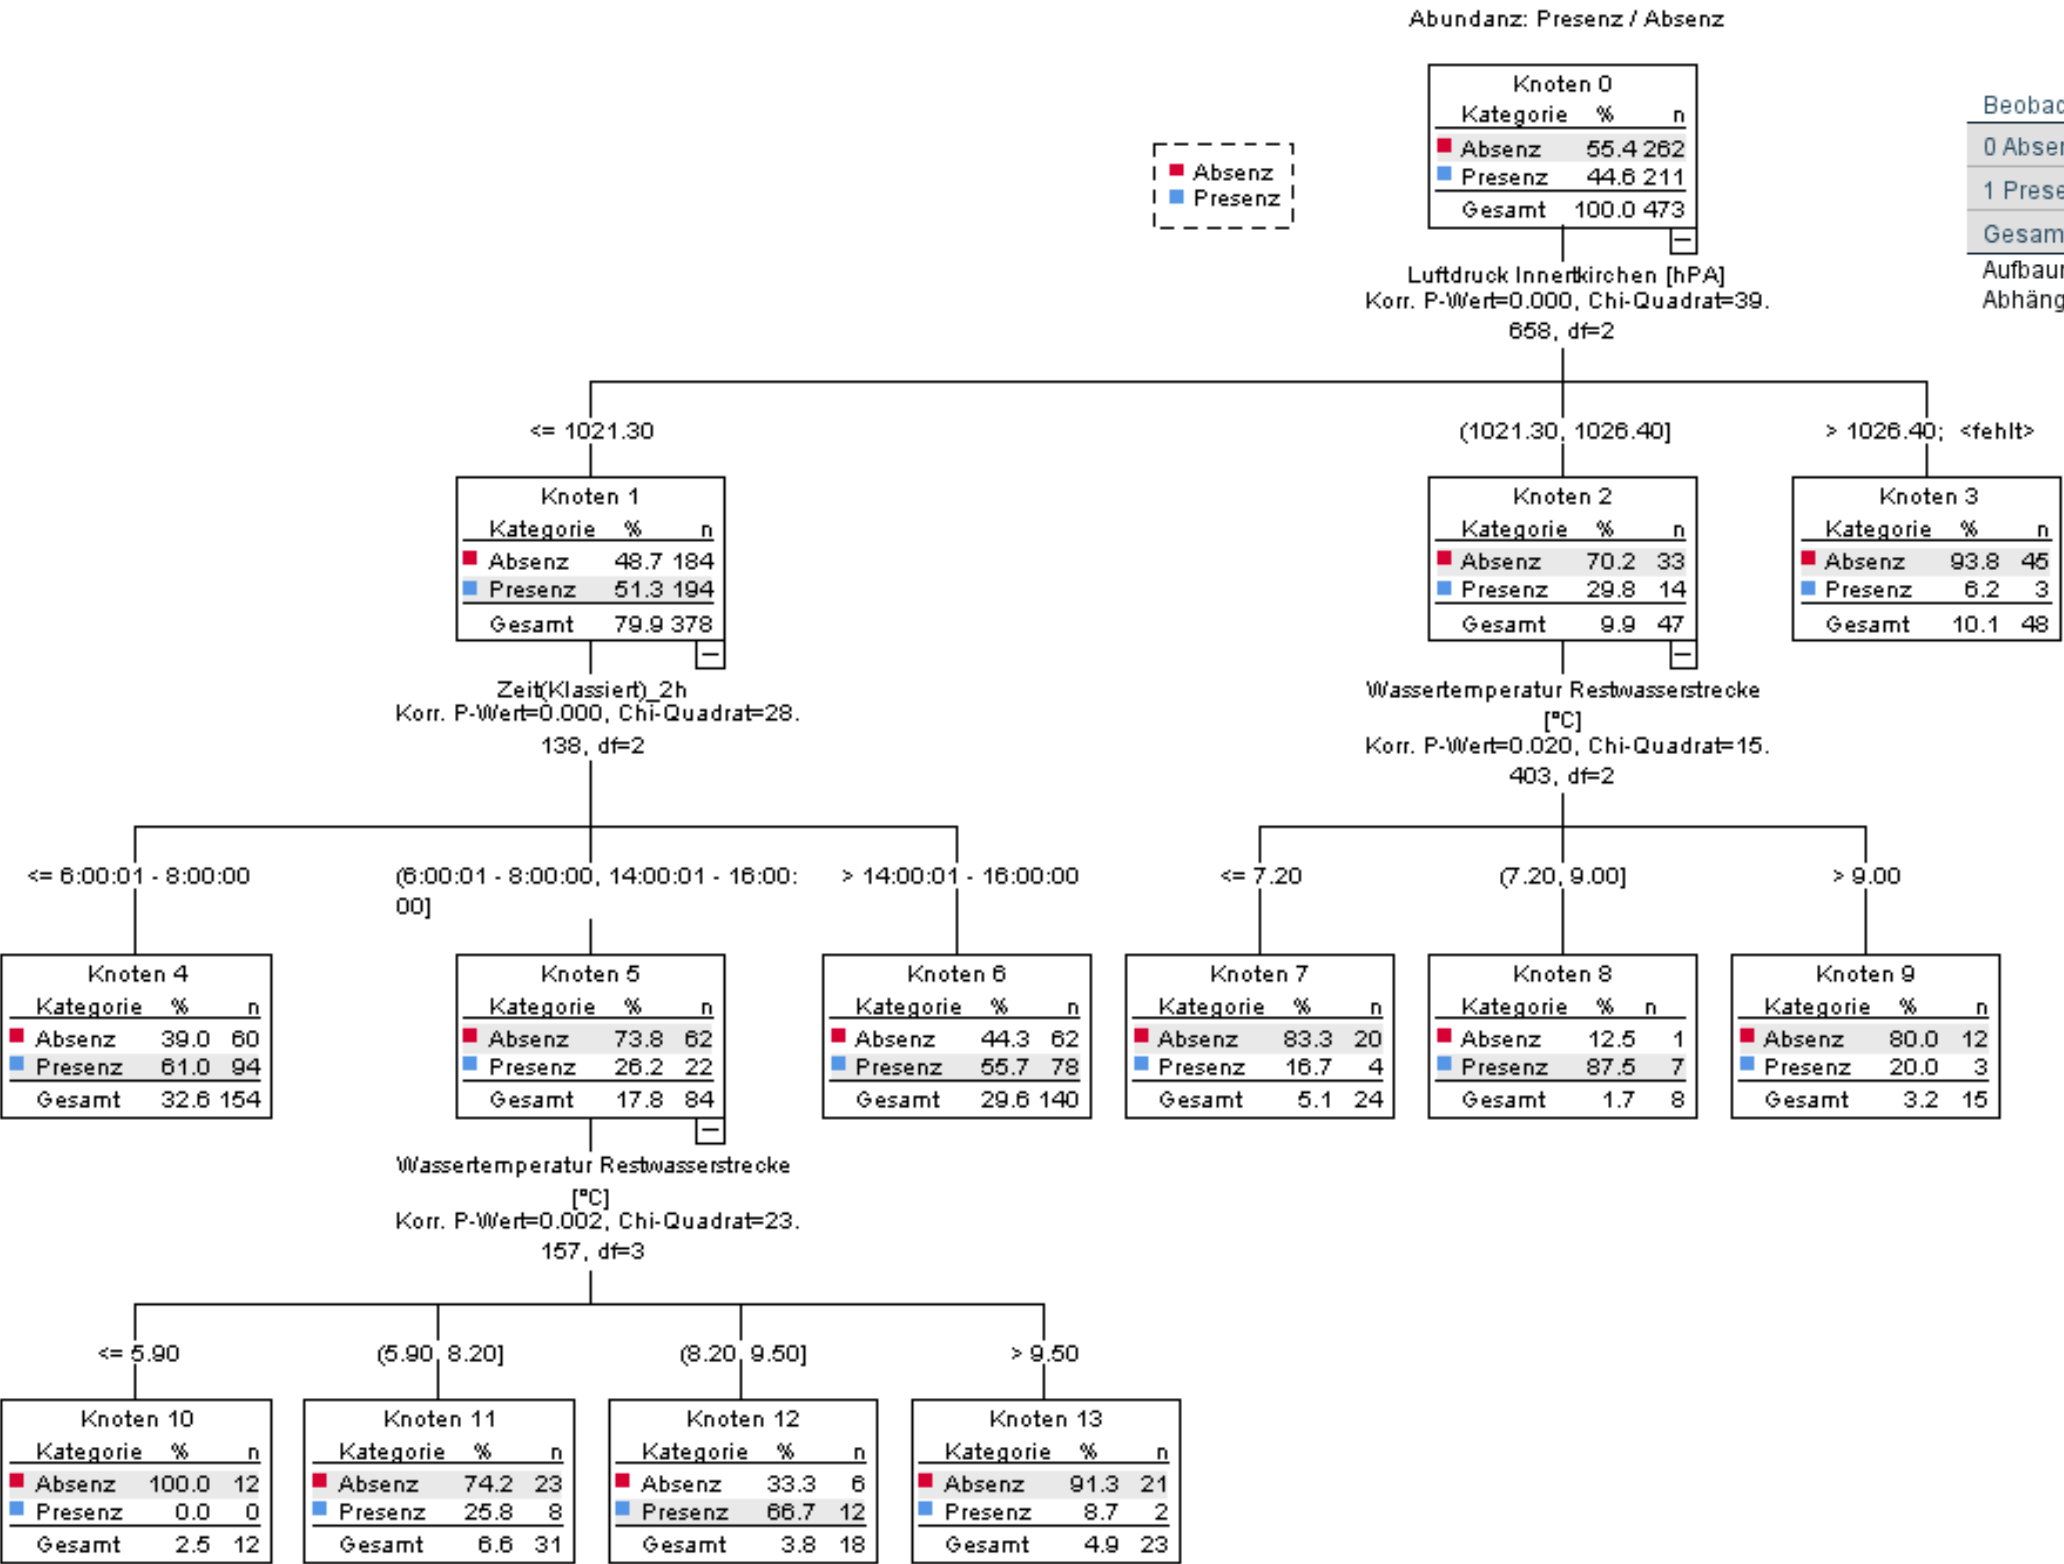 Abundanz: Presenz / Absenz
Absenz
Presenz
Knoten 0
Kategorie % n
Absenz 55.4 262
Presenz 44.6 211
Gesamt 100.0 473
0
1
Aufbau
Luftdruck Innertkirchen [hPA]
Korr. P-Wert=0.000, Chi-Quadrat=39.
658, df=2
<= 1021.30
(1021.30, 1026.40]
> 1026.40; <fehlt>
Knoten 1
Kategorie % n
Absenz 48.7 184
Presenz 51.3 194
Gesamt 79.9 378
Knoten 2
Kategorie % n
Absenz 70.2 33
Presenz 29.8 14
Gesamt 9.9 47
Knoten 3
Kategorie % n
Absenz 93.8 45
Presenz 6.2 3
Gesamt 10.1 48
Zeit(Klassiert)_2h
Korr. P-Wert=0.000, Chi-Quadrat=28.
138, df=2
Wassertemperatur Restwasserstrecke
[°C]
Korr. P-Wert=0.020, Chi-Quadrat=15.
403, df=2
<= 6:00:01 - 8:00:00
(6:00:01 - 8:00:00, 14:00:01 - 16:00:
00]
> 14:00:01 - 16:00:00
<= 7.20
(7.20, 9.00]
> 9.00
Knoten 4
Kategorie % n
Absenz 39.0 60
Presenz 61.0 94
Gesamt 32.6 154
Knoten 5
Kategorie % n
Absenz 73.8 62
Presenz 26.2 22
Gesamt 17.8 84
Knoten 6
Kategorie % n
Absenz 44.3 62
Presenz 55.7 78
Gesamt 29.6 140
Knoten 7
Kategorie % n
Absenz 83.3 20
Presenz 16.7 4
Gesamt 5.1 24
Knoten 8
Kategorie % n
Absenz 12.5 1
Presenz 87.5 7
Gesamt 1.7 8
Knoten 9
Kategorie % n
Absenz 80.0 12
Presenz 20.0 3
Gesamt 3.2 15
Wassertemperatur Restwasserstrecke
[°C]
Korr. P-Wert=0.002, Chi-Quadrat=23.
157, df=3
<= 5.90
(5.90, 8.20]
(8.20, 9.50]
> 9.50
Knoten 10
Kategorie % n
Absenz 100.0 12
Presenz 0.0 0
Gesamt 2.5 12
Knoten 11
Kategorie % n
Absenz 74.2 23
Presenz 25.8 8
Gesamt 6.6 31
Knoten 12
Kategorie % n
Absenz 33.3 6
Presenz 66.7 12
Gesamt 3.8 18
Knoten 13
Kategorie % n
Absenz 91.3 21
Presenz 8.7 2
Gesamt 4.9 23